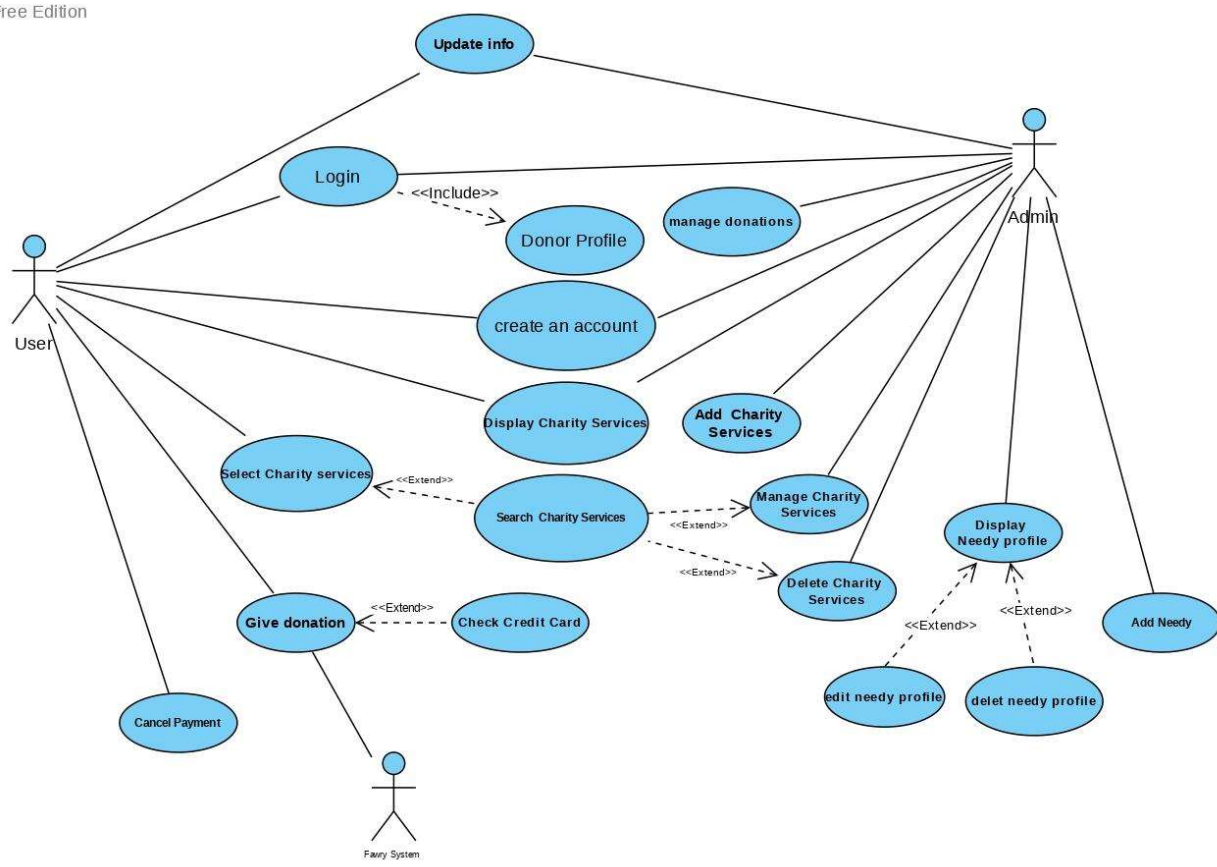 Free Edition
Update info
Login
<<Include>>
Donor Profile
manage donations
Admin
User
create an account
Display Charity Services
Add Charity
Services
Select Charity services
<<Extend>>
Search Charity Services
<<Extend>>
Manage Charity
Services
<<Extend>>
Delete Charity
Services
Display
Needy profile
Give donation
<<Extend>>
Check Credit Card
<<Extend>>
<<Extend>>
Add Needy
edit needy profile
delet needy profile
Cancel Payment
Fawry System